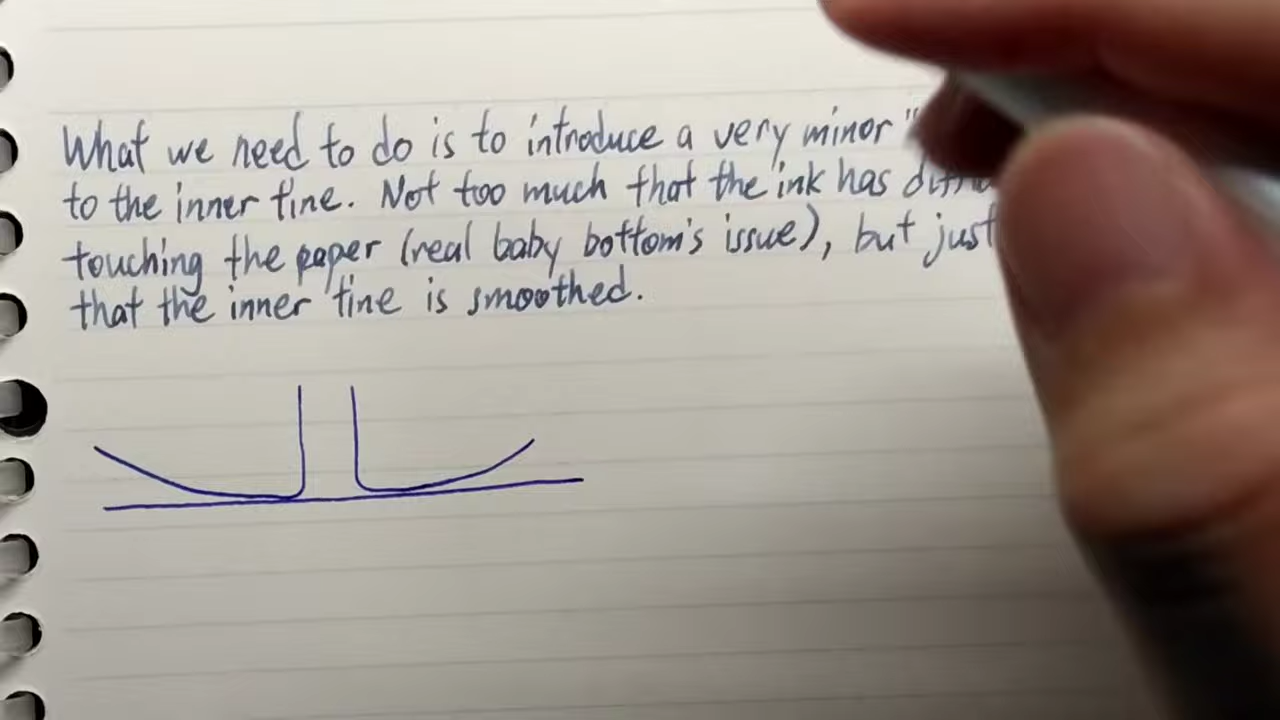 What we need to do is to introduce a very minor "
to the inner tine. Not too much that the ink has
touching the paper (real baby bottom's issue), but just
that the inner tine is smoothed.